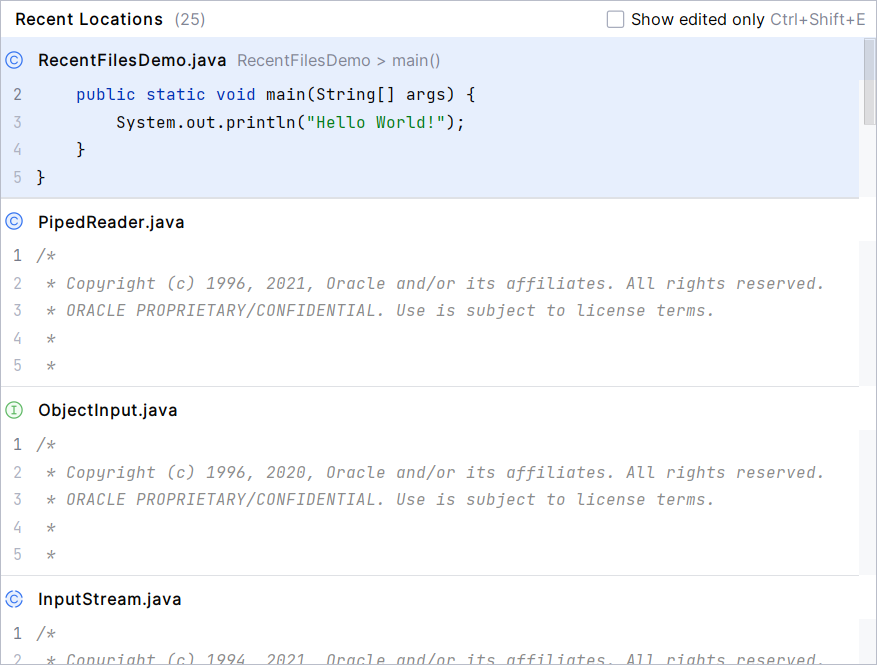 Recent Locations (25) Show edited only Ctrl+Shift+E
C RecentFilesDemo.java RecentFilesDemo > main()
2     public static void main(String[] args) {
3         System.out.println("Hello World!");
4     }
5 }
C PipedReader.java
1 /*
2  * Copyright (c) 1996, 2021, Oracle and/or its affiliates. All rights reserved.
3  * ORACLE PROPRIETARY/CONFIDENTIAL. Use is subject to license terms.
4  *
5  *
I ObjectInput.java
1 /*
2  * Copyright (c) 1996, 2020, Oracle and/or its affiliates. All rights reserved.
3  * ORACLE PROPRIETARY/CONFIDENTIAL. Use is subject to license terms.
4  *
5  *
C InputStream.java
1 /*
2  * Copyright (c) 1994, 2021, Oracle and/or its affiliates. All rights reserved.